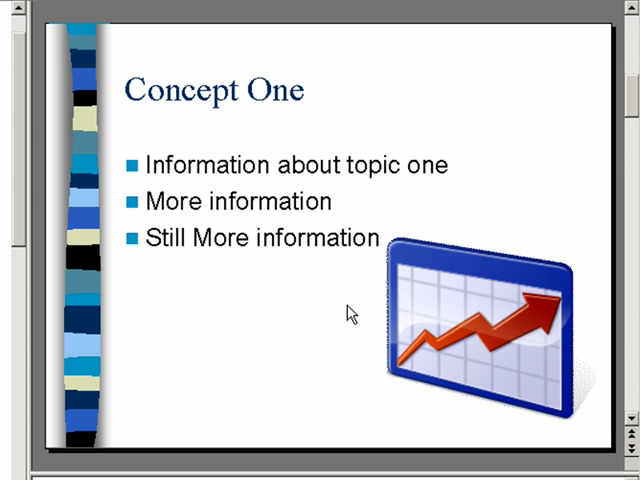 Concept One
Information about topic one
More information
Still More information